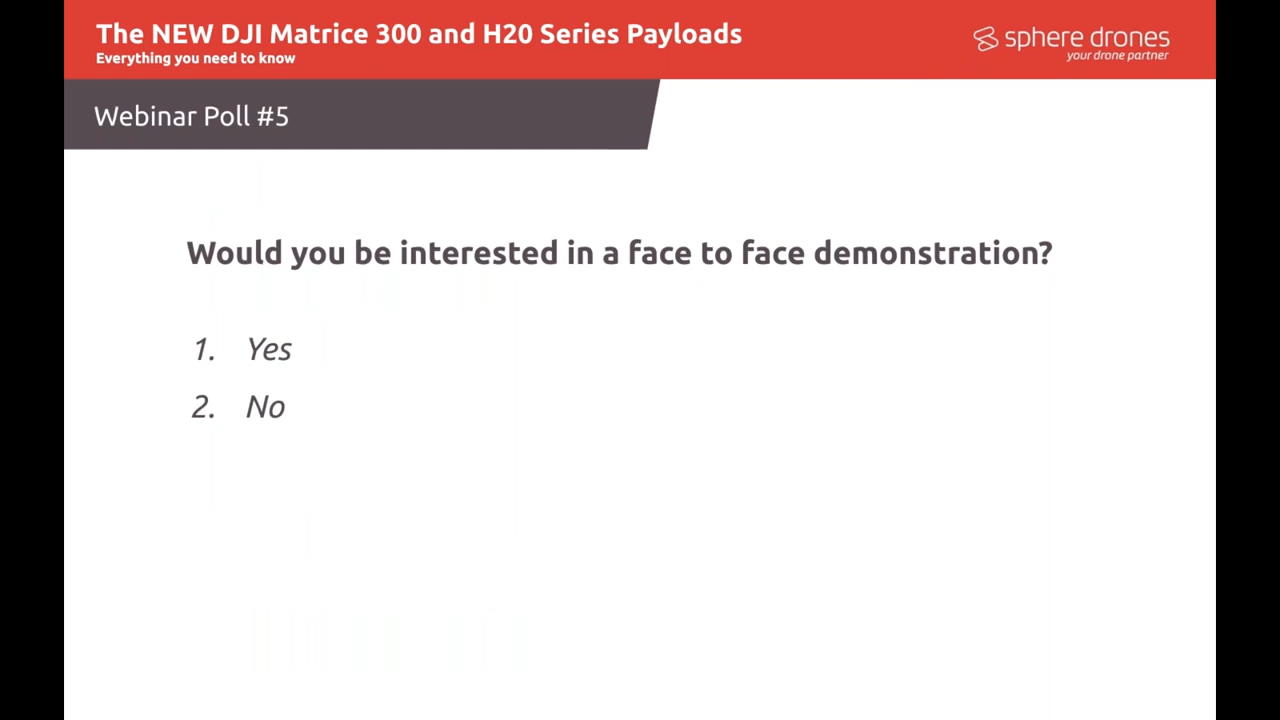 The NEW DJI Matrice 300 and H20 Series Payloads
Everything you need to know
sphere drones
your drone partner
Webinar Poll #5
Would you be interested in a face to face demonstration?
1. Yes
2. No